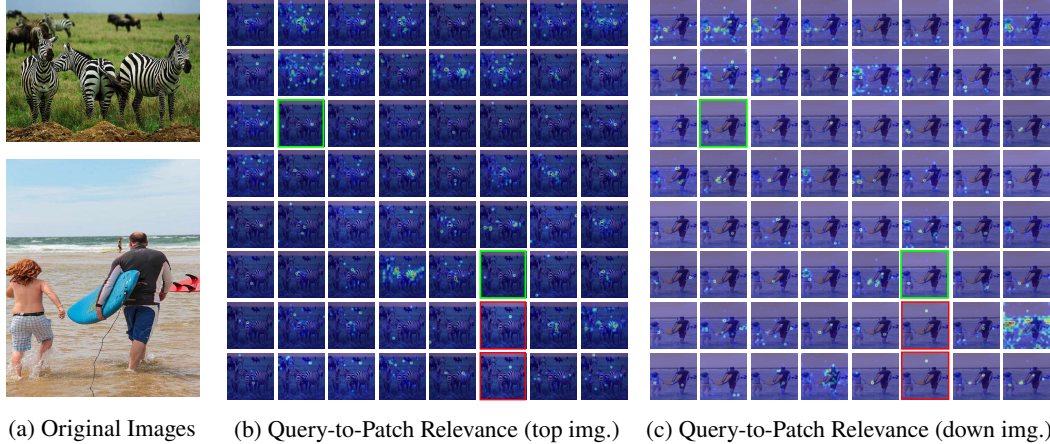 (a) Original Images
(b) Query-to-Patch Relevance (top img.)
(c) Query-to-Patch Relevance (down img.)